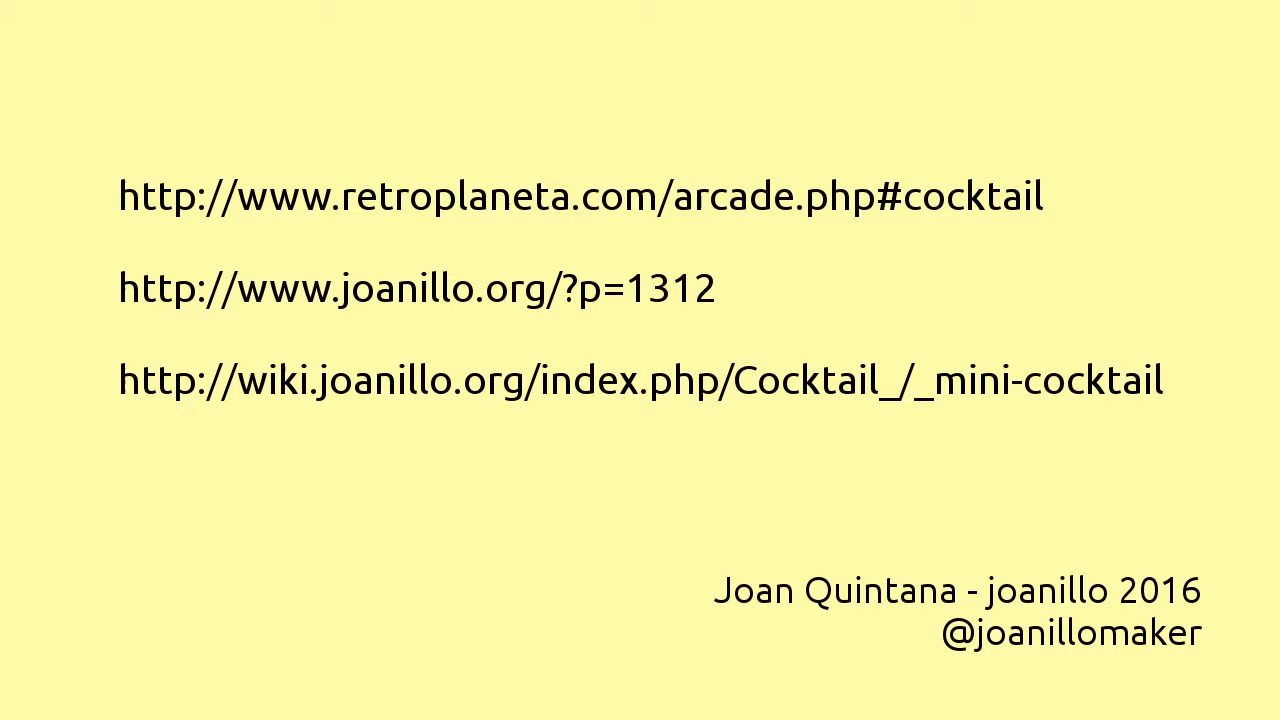 http://www.retroplaneta.com/arcade.php#cocktail
http://www.joanillo.org/?p=1312
http://wiki.joanillo.org/index.php/Cocktail_/_mini-cocktail
Joan Quintana - joanillo 2016
@joanillomaker